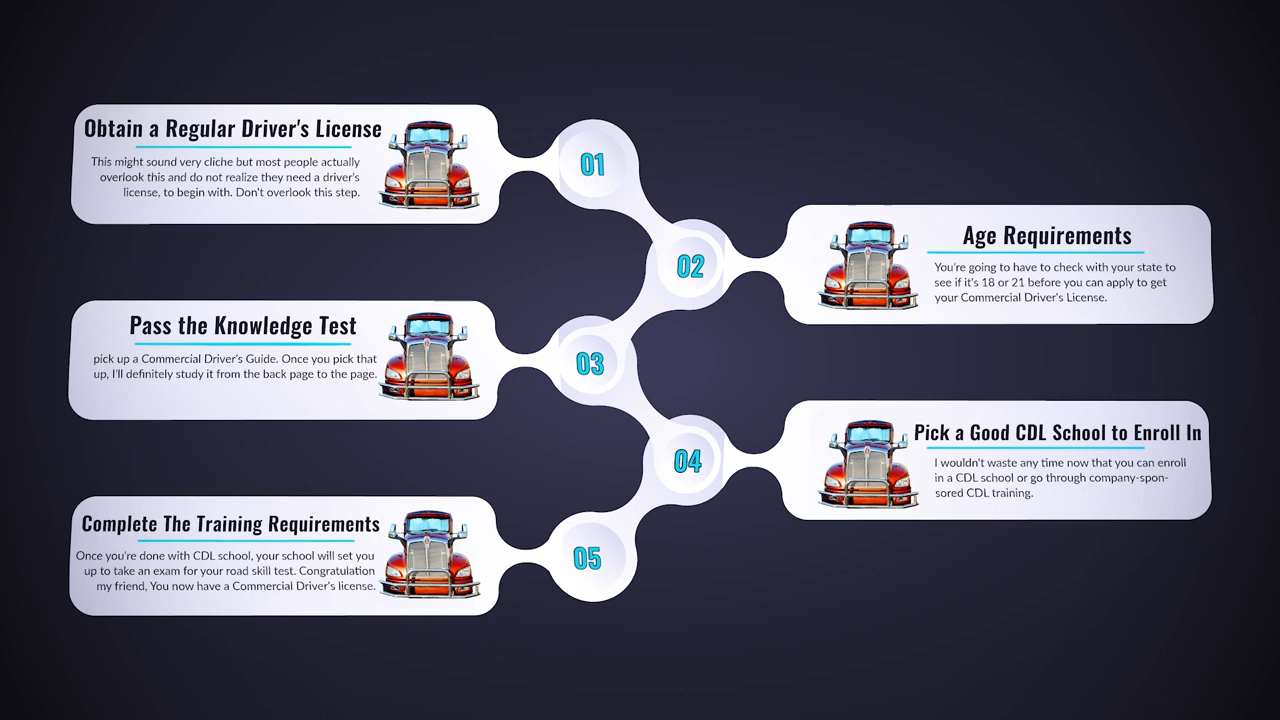 Obtain a Regular Driver's License
This might sound very cliche but most people actually
overlook this and do not realize they need a driver's
license, to begin with. Don't overlook this step.
01
02
Age Requirements
You're going to have to check with your state to
see if it's 18 or 21 before you can apply to get
your Commercial Driver's License.
Pass the Knowledge Test
pick up a Commercial Driver's Guide. Once you pick that
up, I'll definitely study it from the back page to the page.
03
04
Pick a Good CDL School to Enroll In
I wouldn't waste any time now that you can enroll
in a CDL school or go through company-spon-
sored CDL training.
Complete The Training Requirements
Once you're done with CDL school, your school will set you
up to take an exam for your road skill test. Congratulation
my friend, You now have a Commercial Driver's license.
05